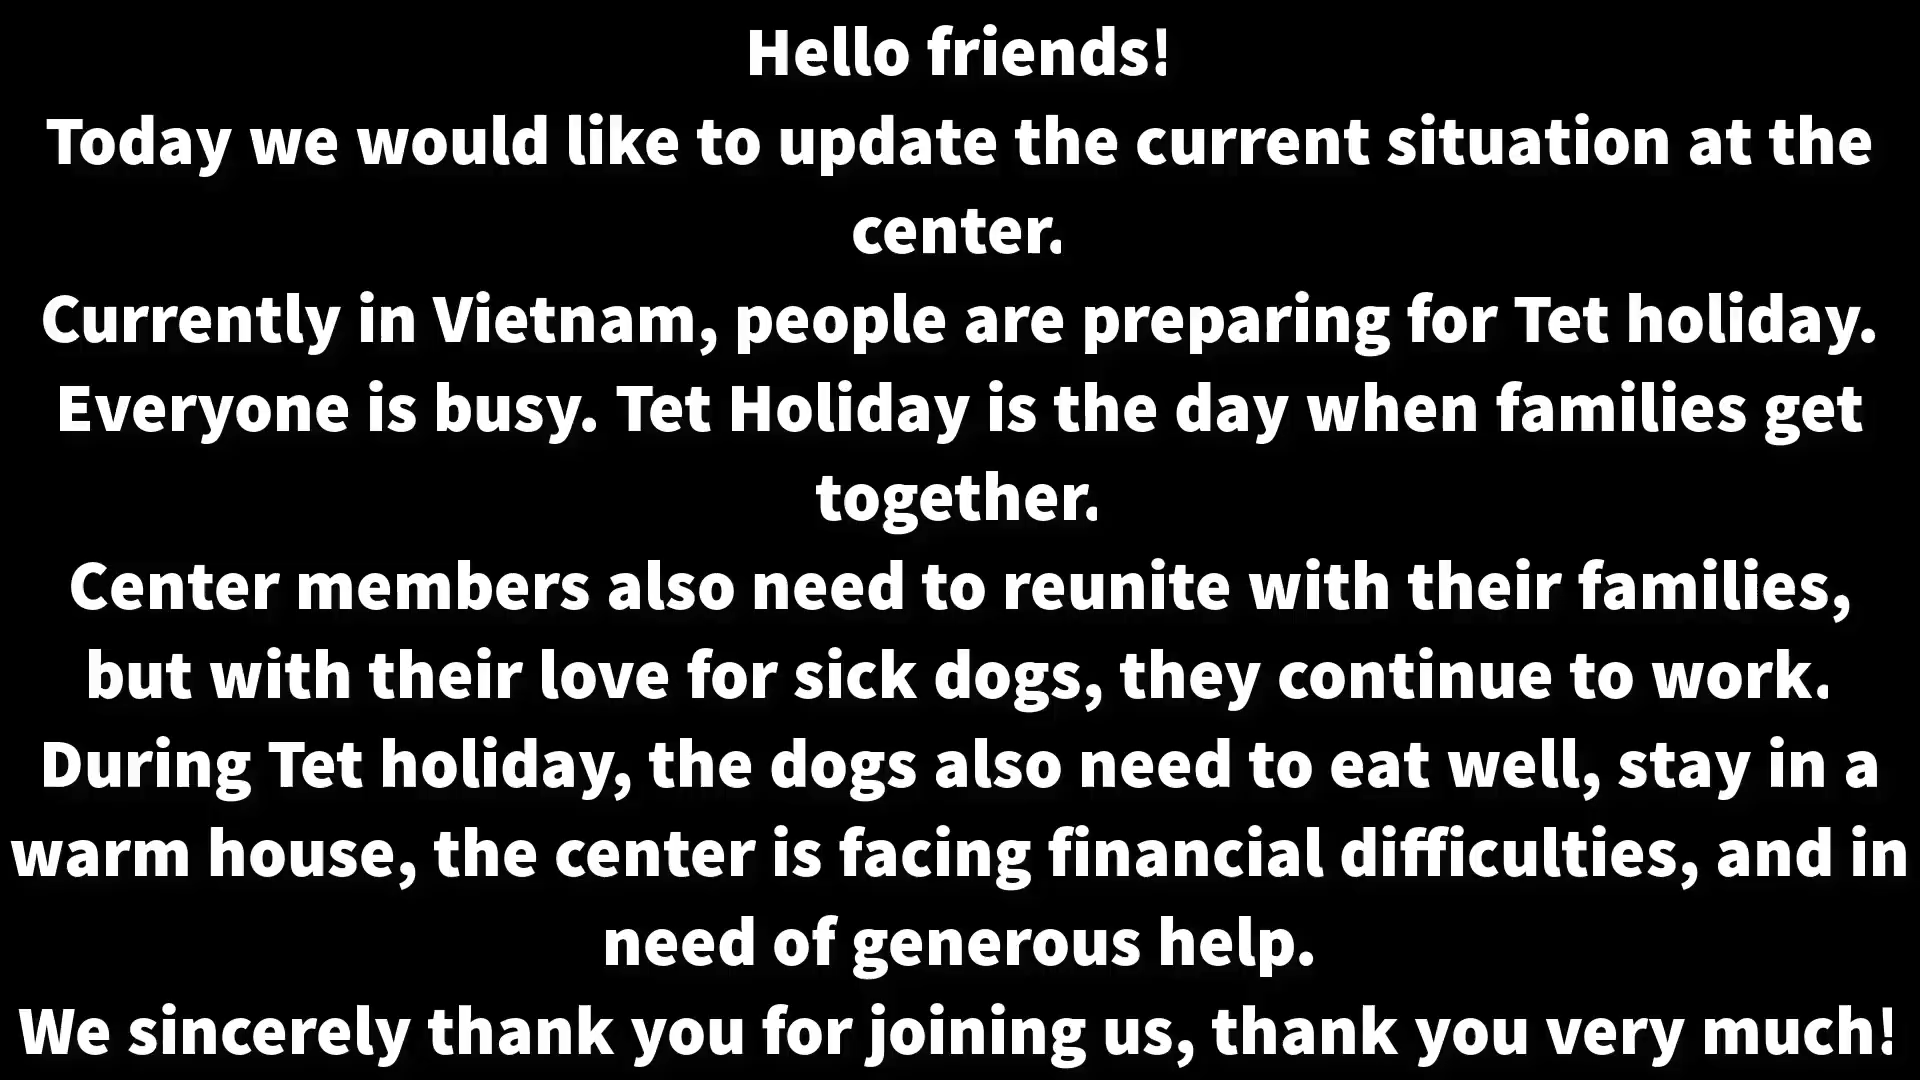 Hello friends!
Today we would like to update the current situation at the
center.
Currently in Vietnam, people are preparing for Tet holiday.
Everyone is busy. Tet Holiday is the day when families get
together.
Center members also need to reunite with their families,
but with their love for sick dogs, they continue to work.
During Tet holiday, the dogs also need to eat well, stay in a
warm house, the center is facing financial difficulties, and in
need of generous help.
We sincerely thank you for joining us, thank you very much!